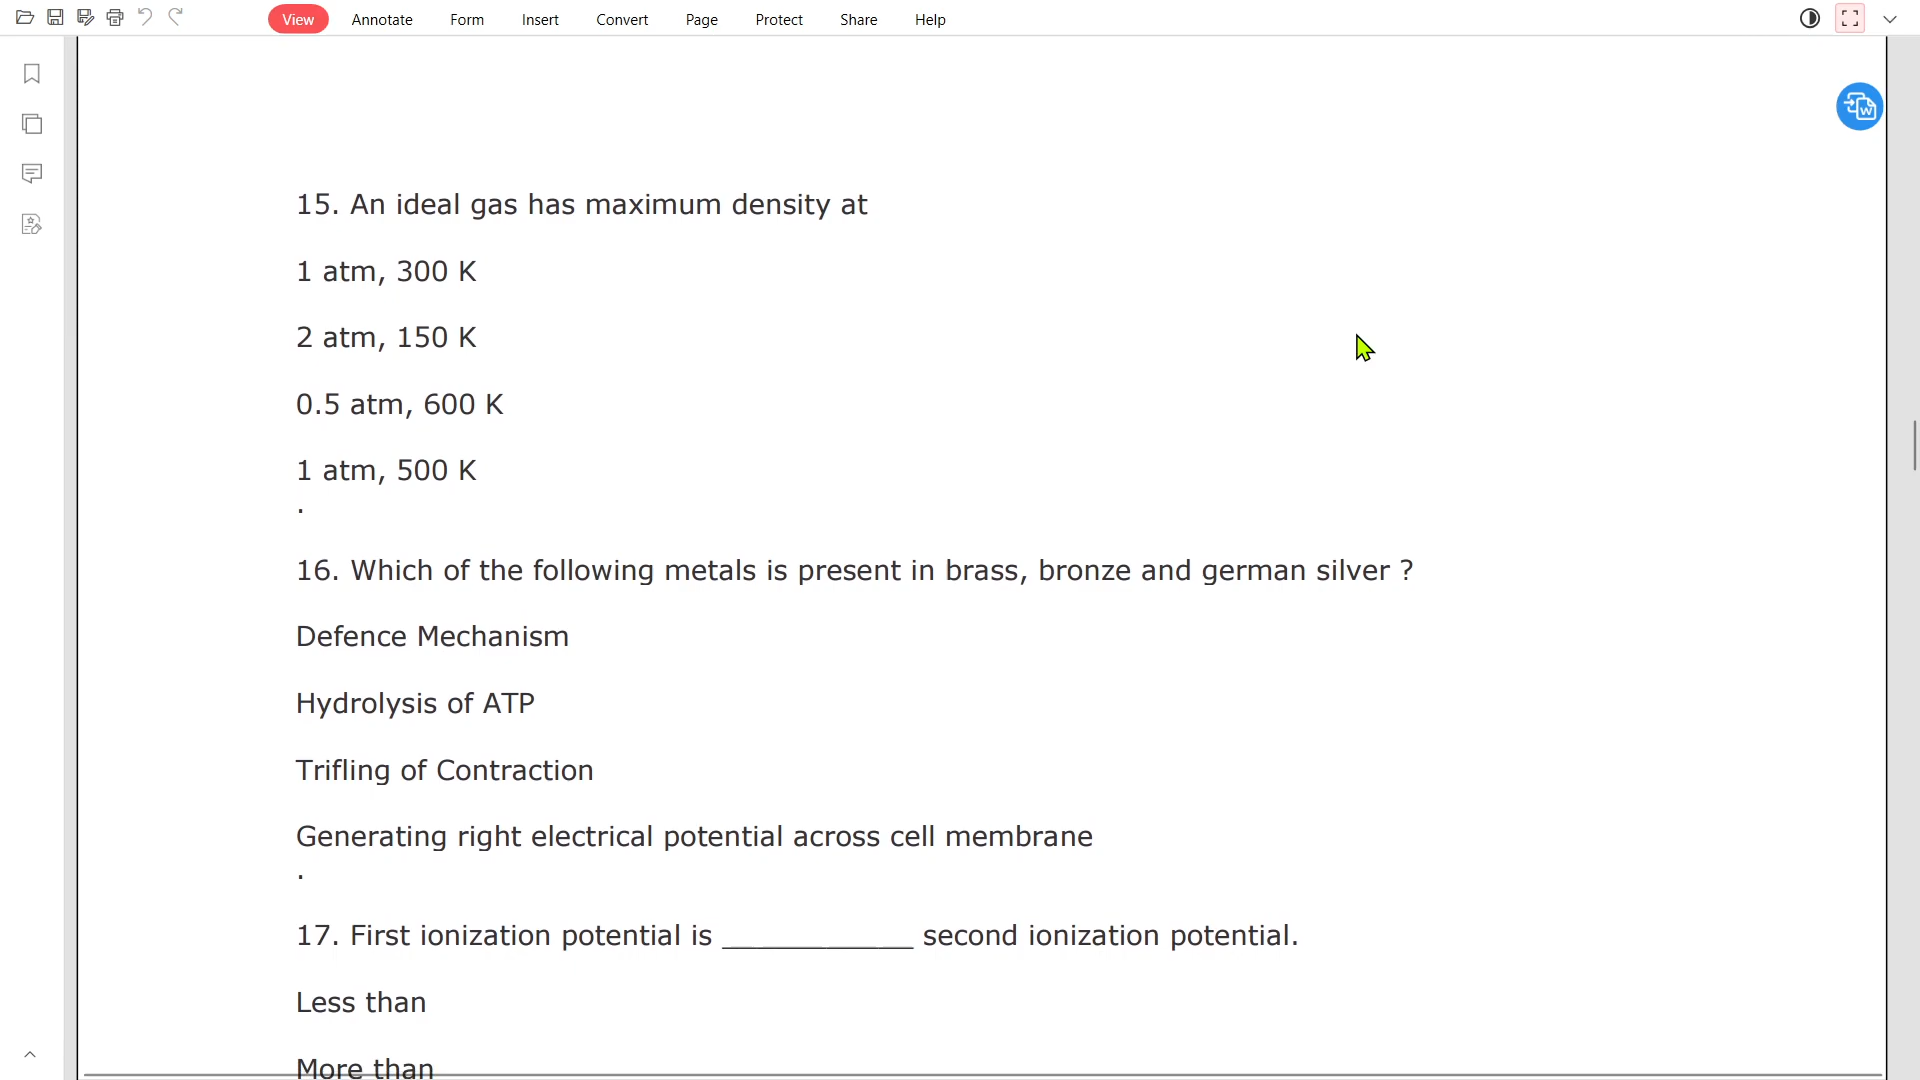 View Annotate Form Insert Convert Page Protect Share Help
15. An ideal gas has maximum density at
1 atm, 300 K
2 atm, 150 K
0.5 atm, 600 K
1 atm, 500 K
.
16. Which of the following metals is present in brass, bronze and german silver ?
Defence Mechanism
Hydrolysis of ATP
Trifling of Contraction
Generating right electrical potential across cell membrane
.
17. First ionization potential is ____________ second ionization potential.
Less than
More than